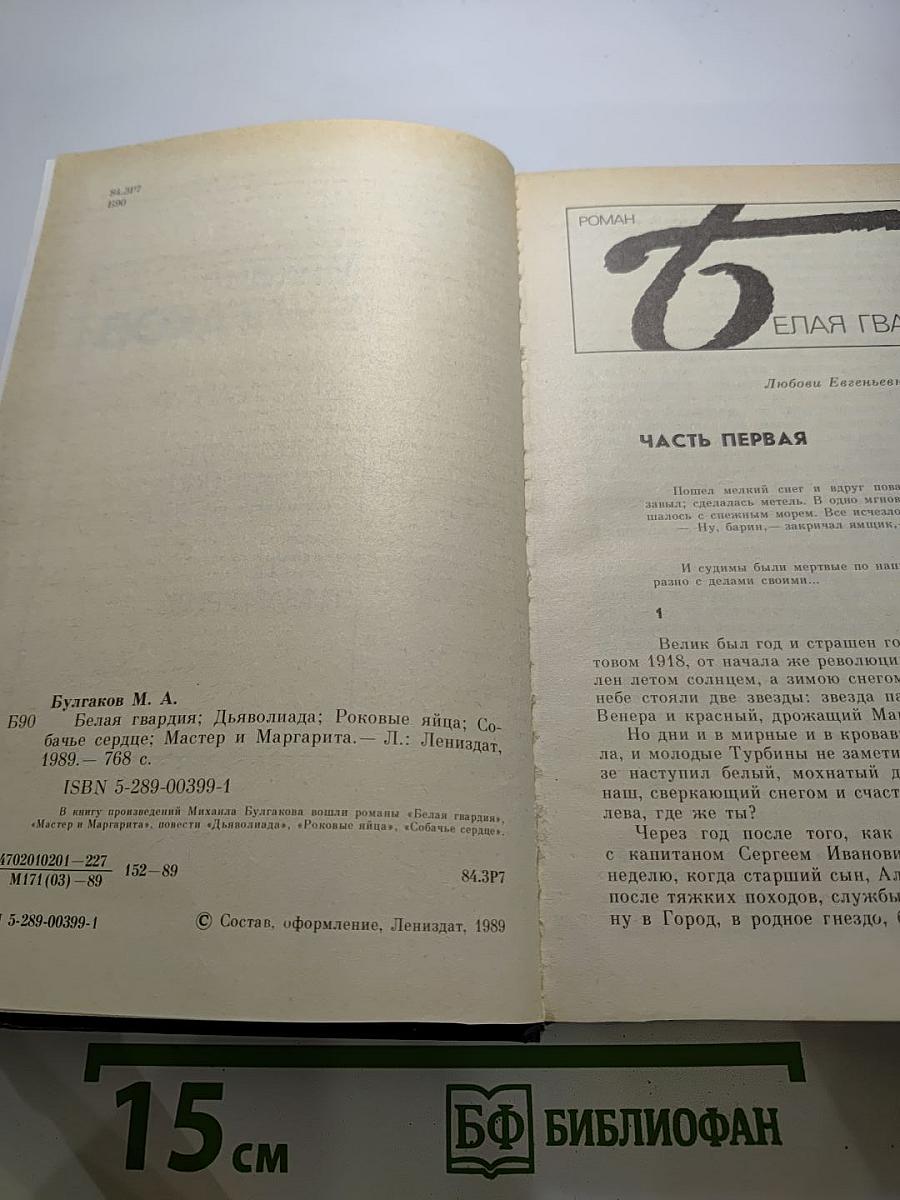 84.3Р7
Б90
Булгаков М. А.
Б90 Белая гвардия; Дьяволиада; Роковые яйца; Со-
бачье сердце; Мастер и Маргарита.— Л.: Лениздат,
1989.— 768 с.
ISBN 5-289-00399-1
В книгу произведений Михаила Булгакова вошли романы «Белая гвардия»,
«Мастер и Маргарита», повести «Дьяволиада», «Роковые яйца», «Собачье сердце».
4702010201—227
М171(03)—89
152—89
84.3Р7
5-289-00399-1
© Состав, оформление, Лениздат, 1989
РОМАН
БЕЛАЯ ГВА
Любови Евгеньевн
ЧАСТЬ ПЕРВАЯ
Пошел мелкий снег и вдруг пова
завыл; сделалась метель. В одно мгнов
шалось с снежным морем. Все исчезло
— Ну, барин,— закричал ямщик,
И судимы были мертвые по нап
разно с делами своими...
1
Велик был год и страшен го
товом 1918, от начала же революци
лен летом солнцем, а зимою снегом
небе стояли две звезды: звезда па
Венера и красный, дрожащий Ма
Но дни и в мирные и в кровав
ла, и молодые Турбины не замети
зе наступил белый, мохнатый д
наш, сверкающий снегом и счаст
лева, где же ты?
Через год после того, как
с капитаном Сергеем Иванови
неделю, когда старший сын, Ал
после тяжких походов, службы
ну в Город, в родное гнездо, б
15 см
БФ БИБЛИОФАН